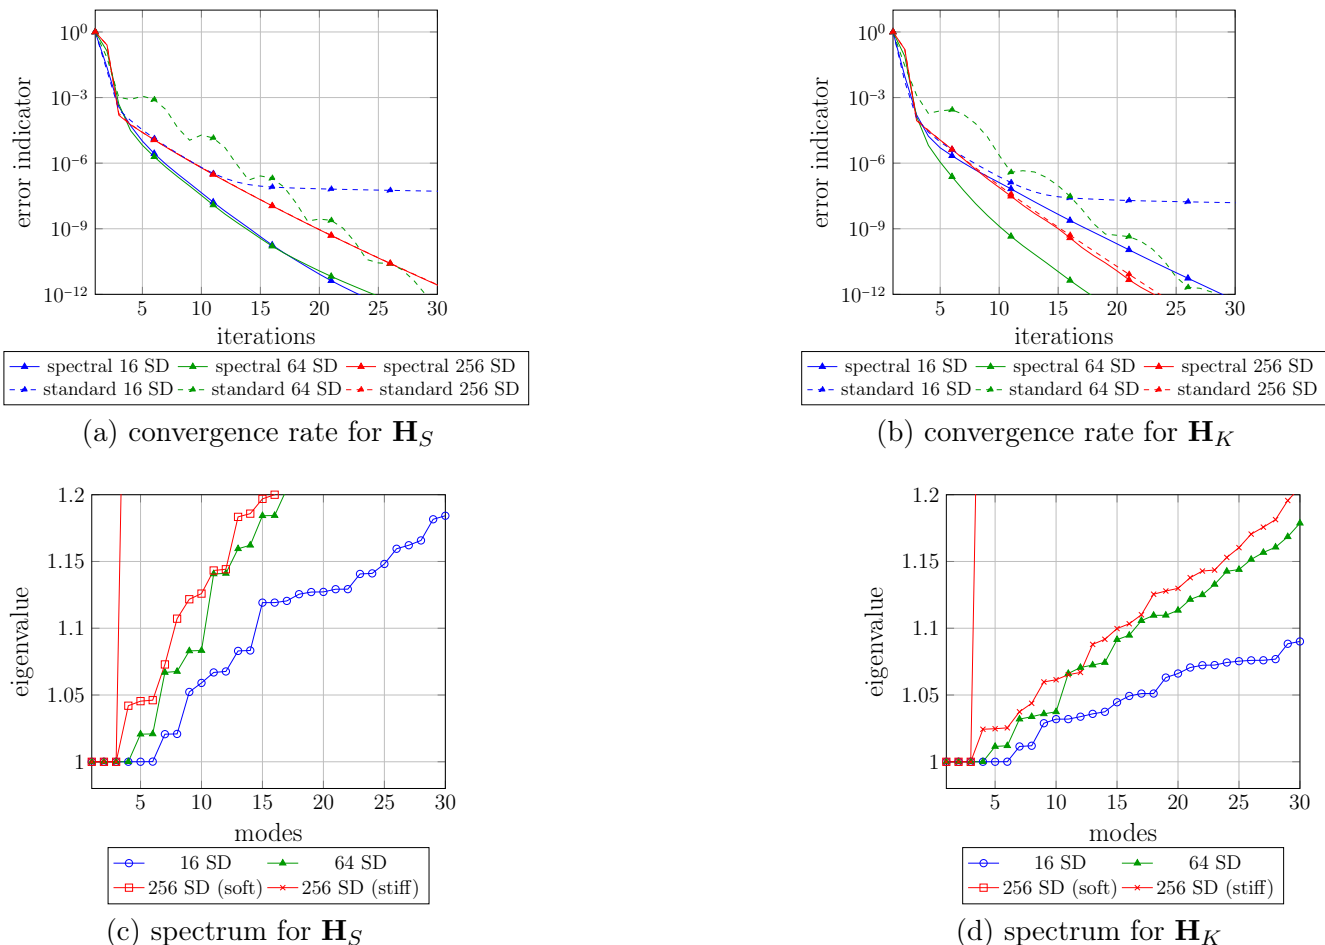 10^0
10^{-3}
10^{-6}
10^{-9}
10^{-12}
error indicator
5 10 15 20 25 30
iterations
spectral 16 SD spectral 64 SD spectral 256 SD
standard 16 SD standard 64 SD standard 256 SD
(a) convergence rate for H_S
10^0
10^{-3}
10^{-6}
10^{-9}
10^{-12}
error indicator
5 10 15 20 25 30
iterations
spectral 16 SD spectral 64 SD spectral 256 SD
standard 16 SD standard 64 SD standard 256 SD
(b) convergence rate for H_K
1.2
1.15
1.1
1.05
1
eigenvalue
5 10 15 20 25 30
modes
16 SD 64 SD
256 SD (soft) 256 SD (stiff)
(c) spectrum for H_S
1.2
1.15
1.1
1.05
1
eigenvalue
5 10 15 20 25 30
modes
16 SD 64 SD
256 SD (soft) 256 SD (stiff)
(d) spectrum for H_K